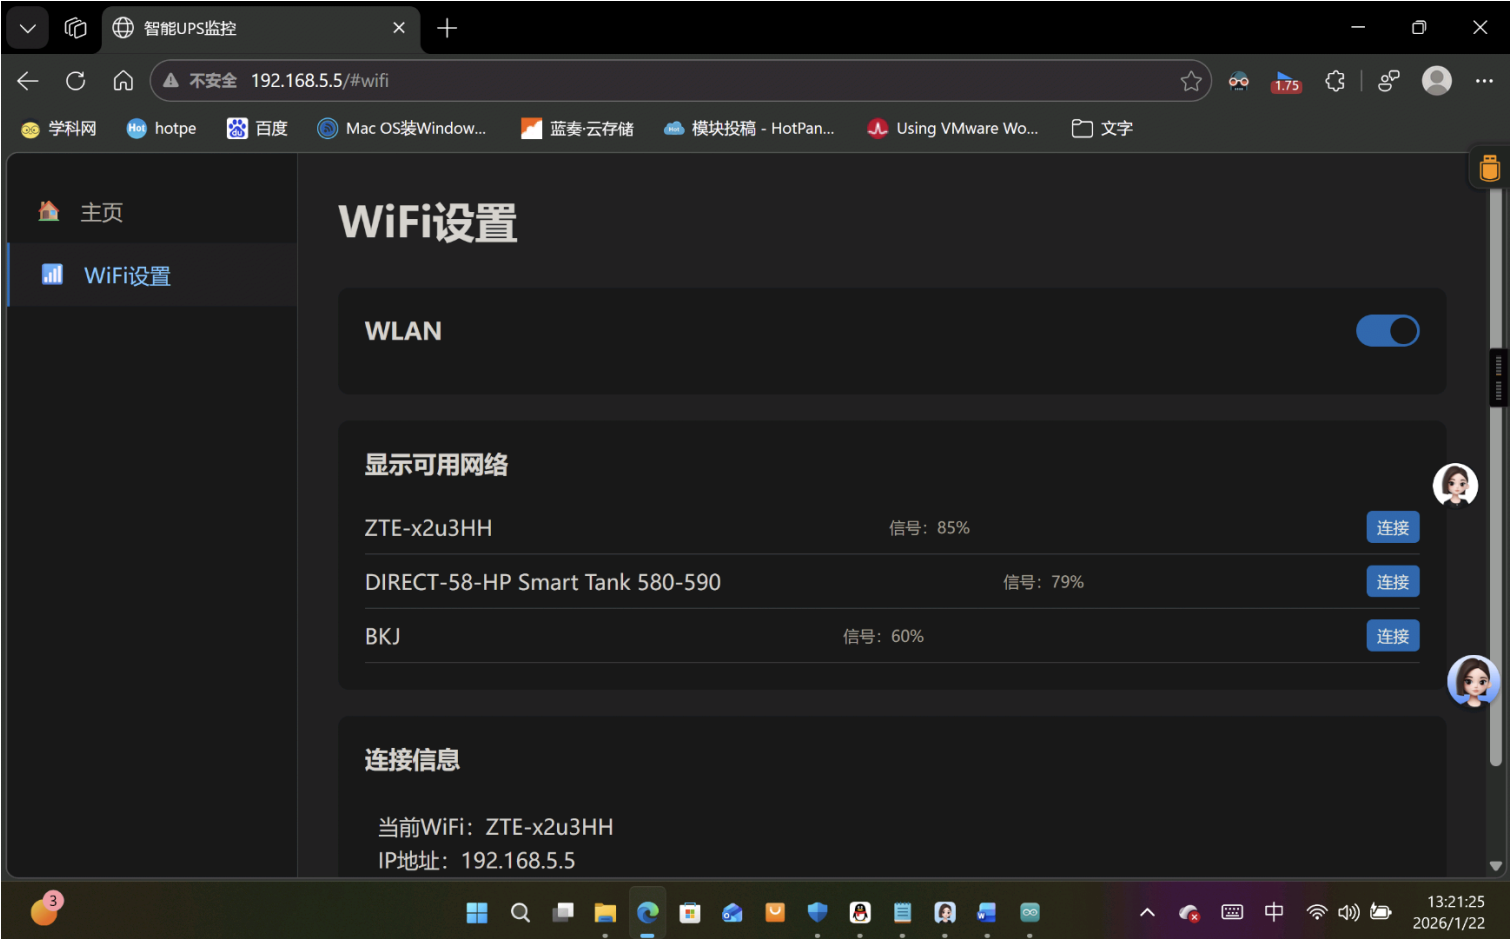 智能UPS监控
不安全 192.168.5.5/#wifi
1.75
学科网 Hot hotpe 百度 Mac OS装Window... 蓝奏·云存储 模块投稿 - HotPan... Using VMware Wo... 文字
主页
WiFi设置
WiFi设置
WLAN
显示可用网络
ZTE-x2u3HH 信号：85% 连接
DIRECT-58-HP Smart Tank 580-590 信号：79% 连接
BKJ 信号：60% 连接
连接信息
当前WiFi：ZTE-x2u3HH
IP地址：192.168.5.5
3
中
13:21:25
2026/1/22